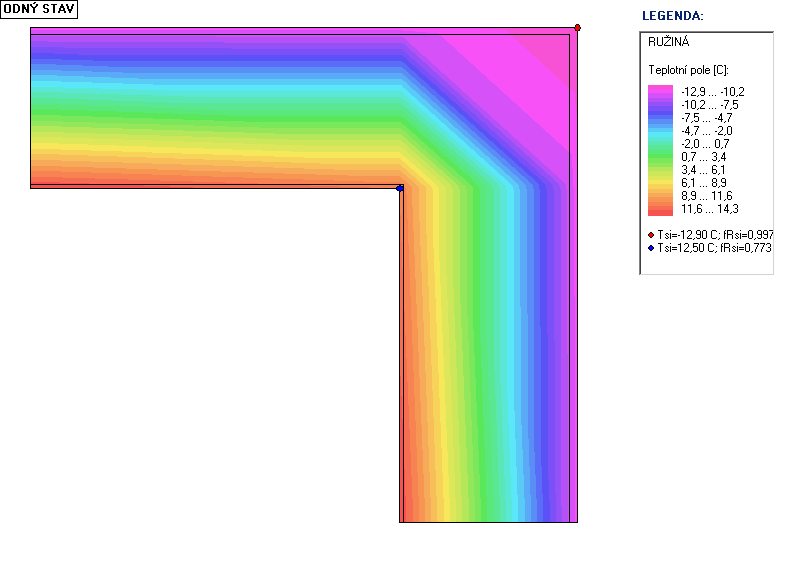 ODNÝ STAV
LEGENDA:
RUŽINÁ
Teplotní pole [C]:
-12,9 ... -10,2
-10,2 ... -7,5
-7,5 ... -4,7
-4,7 ... -2,0
-2,0 ... 0,7
0,7 ... 3,4
3,4 ... 6,1
6,1 ... 8,9
8,9 ... 11,6
11,6 ... 14,3
Tsi=-12,90 C; fRsi=0,997
Tsi=12,50 C; fRsi=0,773